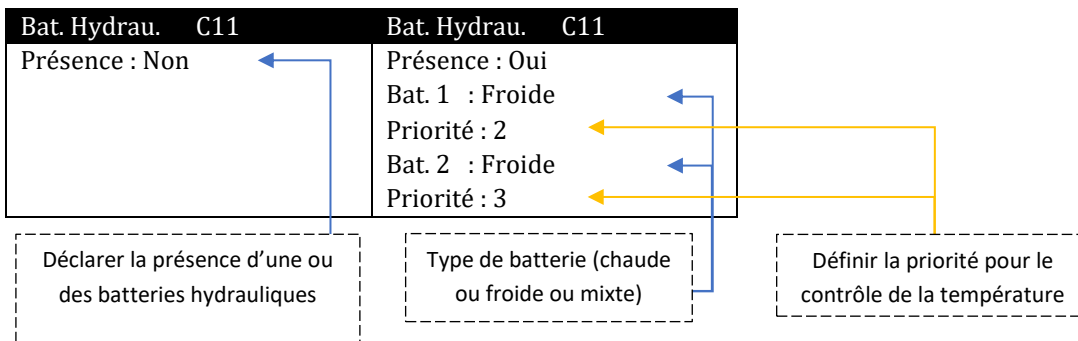 Bat. Hydrau. C11
Présence : Non
Bat. Hydrau. C11
Présence : Oui
Bat. 1 : Froide
Priorité : 2
Bat. 2 : Froide
Priorité : 3
Déclarer la présence d’une ou
des batteries hydrauliques
Type de batterie (chaude
ou froide ou mixte)
Définir la priorité pour le
contrôle de la température